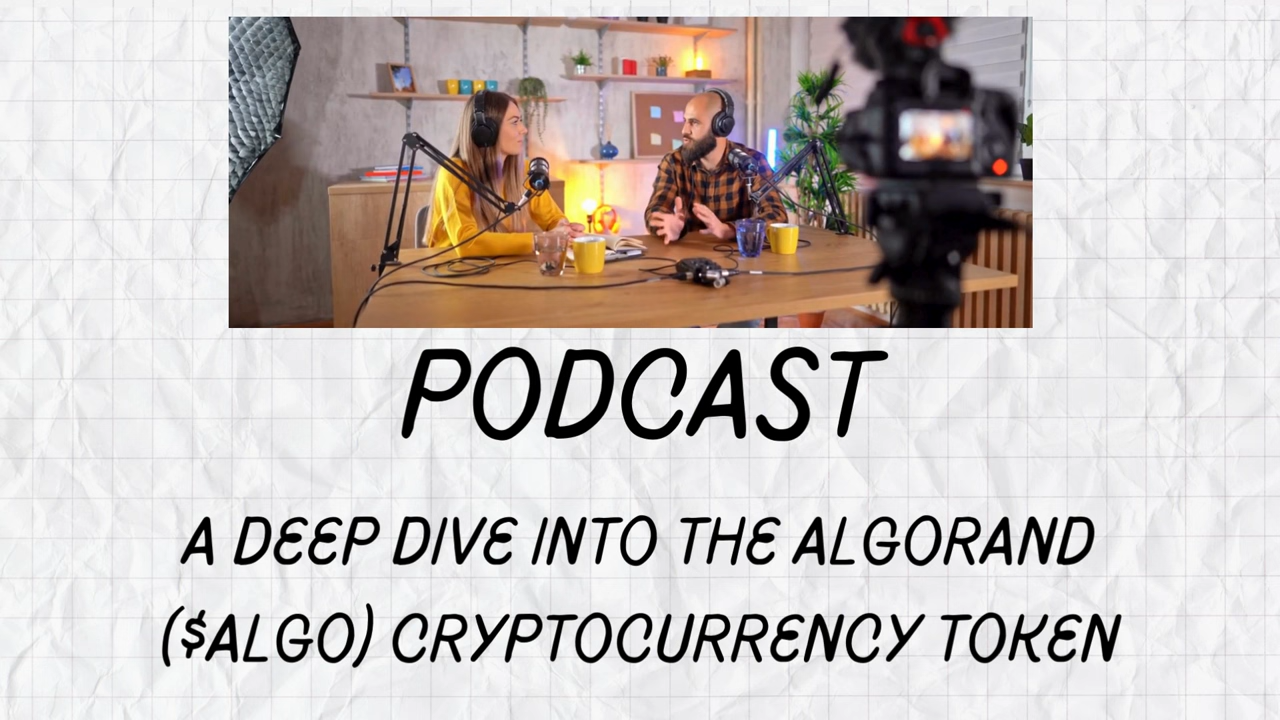 PODCAST
A DEEP DIVE INTO THE ALGORAND
($ALGO) CRYPTOCURRENCY TOKEN